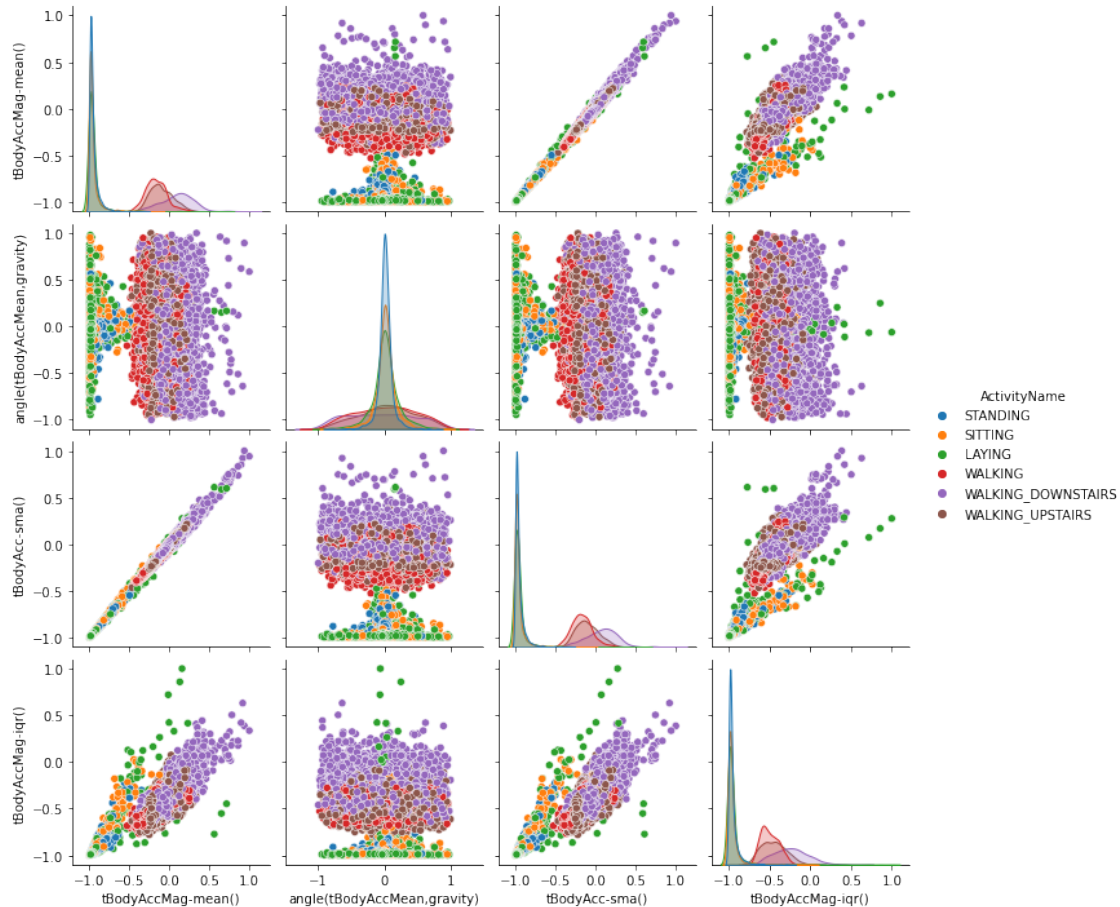 tBodyAccMag-mean()
1.0
0.5
0.0
−0.5
−1.0
angle(tBodyAccMean,gravity)
1.0
0.5
0.0
−0.5
−1.0
tBodyAcc-sma()
1.0
0.5
0.0
−0.5
−1.0
tBodyAccMag-iqr()
1.0
0.5
0.0
−0.5
−1.0
−1.0 −0.5 0.0 0.5 1.0
tBodyAccMag-mean()
−1 0 1
angle(tBodyAccMean,gravity)
−1.0 −0.5 0.0 0.5 1.0
tBodyAcc-sma()
−1.0 −0.5 0.0 0.5 1.0
tBodyAccMag-iqr()
ActivityName
STANDING
SITTING
LAYING
WALKING
WALKING_DOWNSTAIRS
WALKING_UPSTAIRS